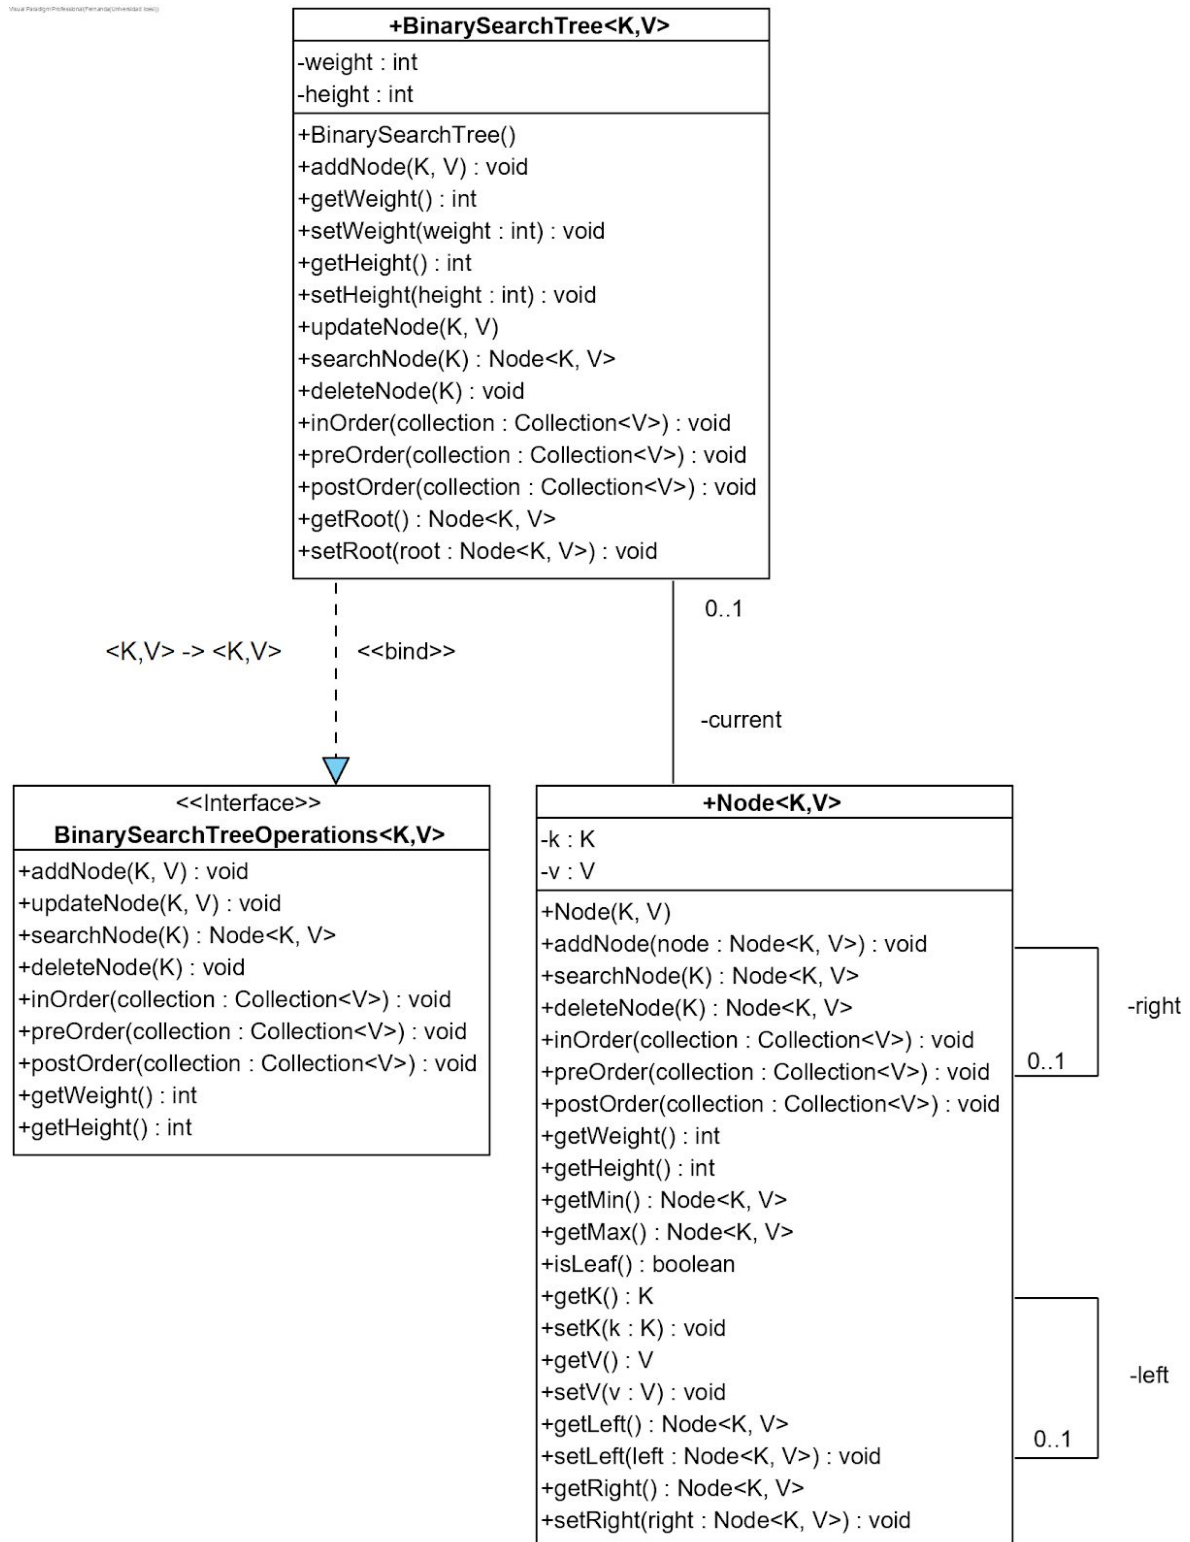 Visual Paradigm Professional(Fernanda(Universidad Icesi))
+BinarySearchTree<K,V>
-weight : int
-height : int
+BinarySearchTree()
+addNode(K, V) : void
+getWeight() : int
+setWeight(weight : int) : void
+getHeight() : int
+setHeight(height : int) : void
+updateNode(K, V)
+searchNode(K) : Node<K, V>
+deleteNode(K) : void
+inOrder(collection : Collection<V>) : void
+preOrder(collection : Collection<V>) : void
+postOrder(collection : Collection<V>) : void
+getRoot() : Node<K, V>
+setRoot(root : Node<K, V>) : void
0..1
<K,V> -> <K,V>
<<bind>>
-current
<<Interface>>
BinarySearchTreeOperations<K,V>
+addNode(K, V) : void
+updateNode(K, V) : void
+searchNode(K) : Node<K, V>
+deleteNode(K) : void
+inOrder(collection : Collection<V>) : void
+preOrder(collection : Collection<V>) : void
+postOrder(collection : Collection<V>) : void
+getWeight() : int
+getHeight() : int
+Node<K,V>
-k : K
-v : V
+Node(K, V)
+addNode(node : Node<K, V>) : void
+searchNode(K) : Node<K, V>
+deleteNode(K) : Node<K, V>
+inOrder(collection : Collection<V>) : void
+preOrder(collection : Collection<V>) : void
+postOrder(collection : Collection<V>) : void
+getWeight() : int
+getHeight() : int
+getMin() : Node<K, V>
+getMax() : Node<K, V>
+isLeaf() : boolean
+getK() : K
+setK(k : K) : void
+getV() : V
+setV(v : V) : void
+getLeft() : Node<K, V>
+setLeft(left : Node<K, V>) : void
+getRight() : Node<K, V>
+setRight(right : Node<K, V>) : void
-right
0..1
-left
0..1